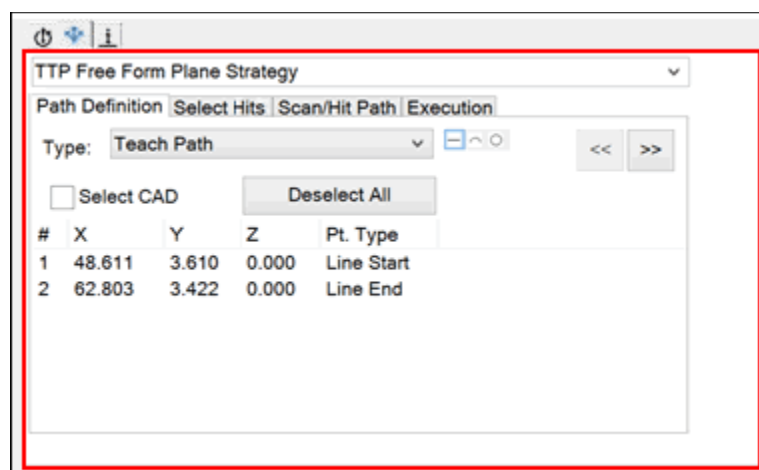 TTP Free Form Plane Strategy
Path Definition Select Hits Scan/Hit Path Execution
Type: Teach Path << >>
Select CAD Deselect All
# X Y Z Pt. Type
1 48.611 3.610 0.000 Line Start
2 62.803 3.422 0.000 Line End